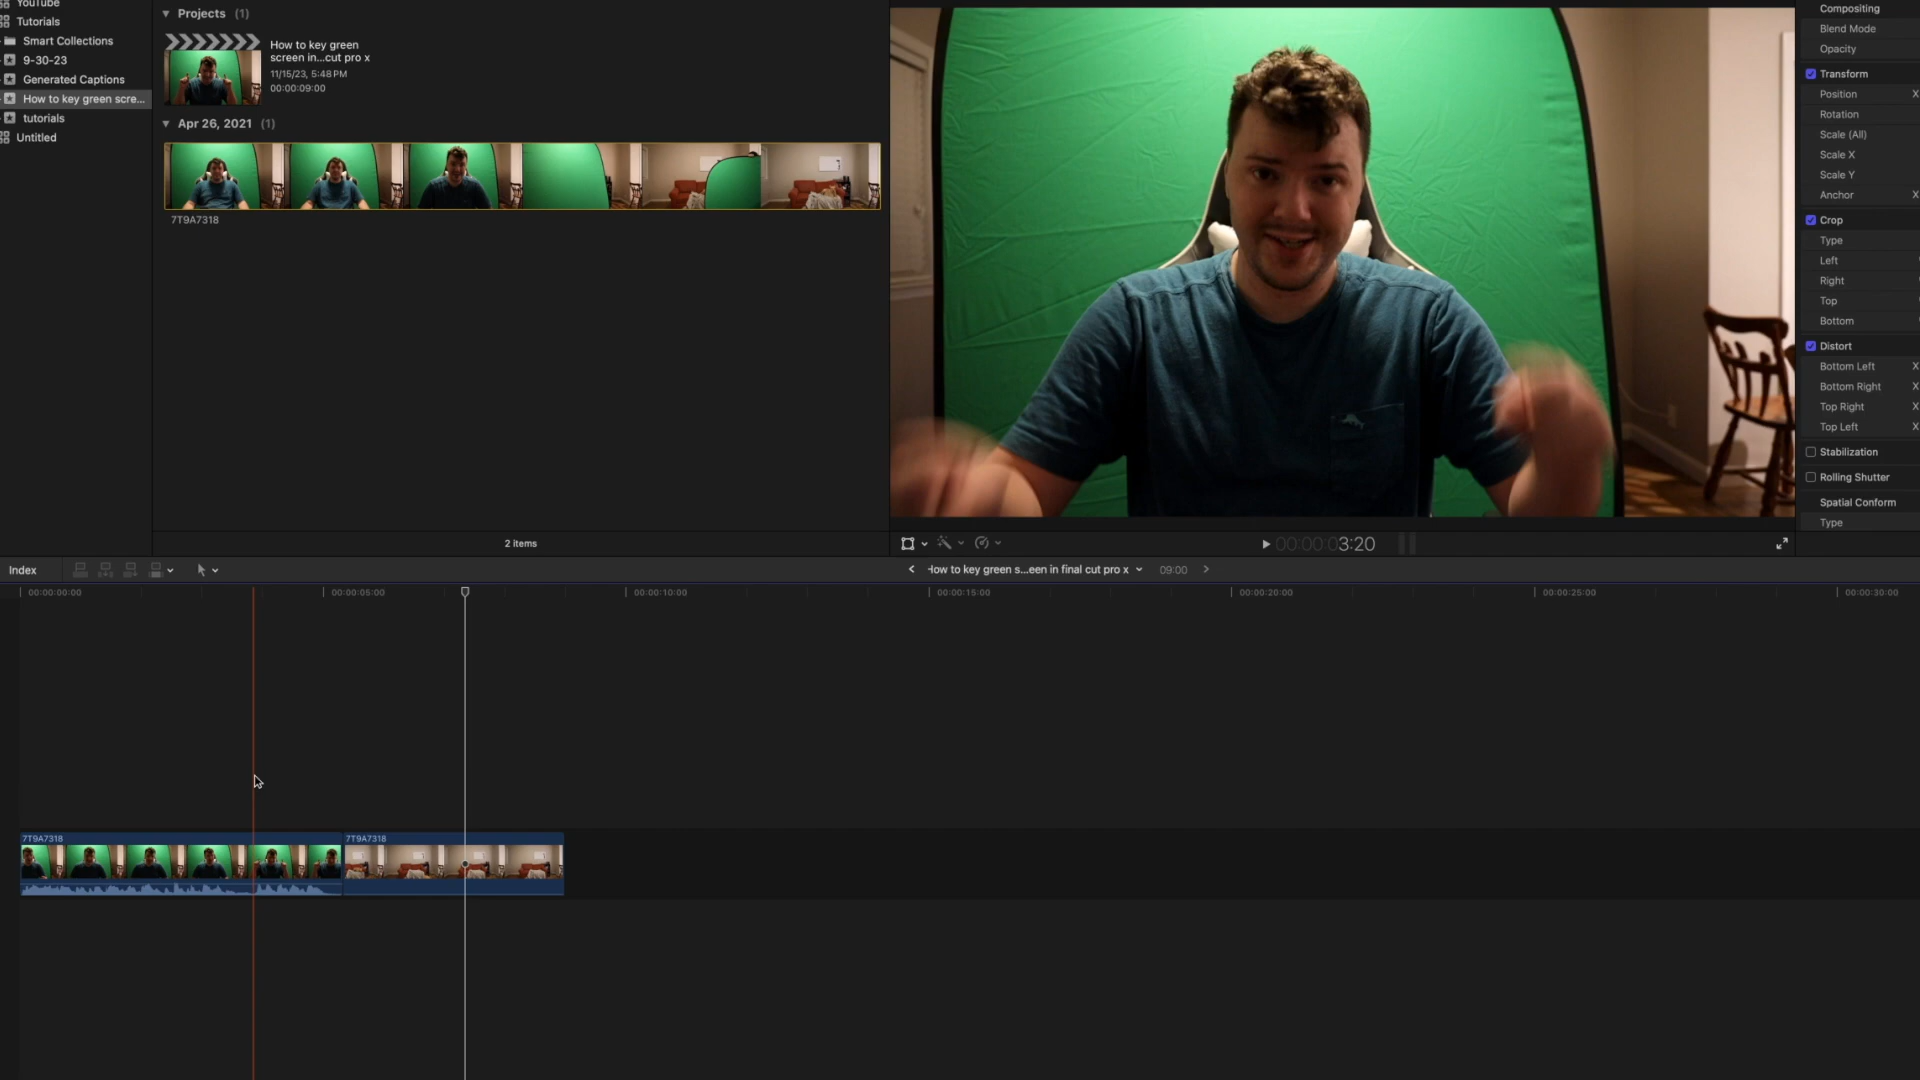 YouTube
Tutorials
Smart Collections
9-30-23
Generated Captions
How to key green scre...
tutorials
Untitled
Projects (1)
How to key green
screen in...cut pro x
11/15/23, 5:48 PM
00:00:09:00
Apr 26, 2021 (1)
7T9A7318
2 items
00:00:03:20
Compositing
Blend Mode
Opacity
Transform
Position X
Rotation
Scale (All)
Scale X
Scale Y
Anchor X
Crop
Type
Left
Right
Top
Bottom
Distort
Bottom Left X
Bottom Right X
Top Right X
Top Left X
Stabilization
Rolling Shutter
Spatial Conform
Type
Index
How to key green s...een in final cut pro x 09:00
00:00:00:00 00:00:05:00 00:00:10:00 00:00:15:00 00:00:20:00 00:00:25:00 00:00:30:00
7T9A7318 7T9A7318